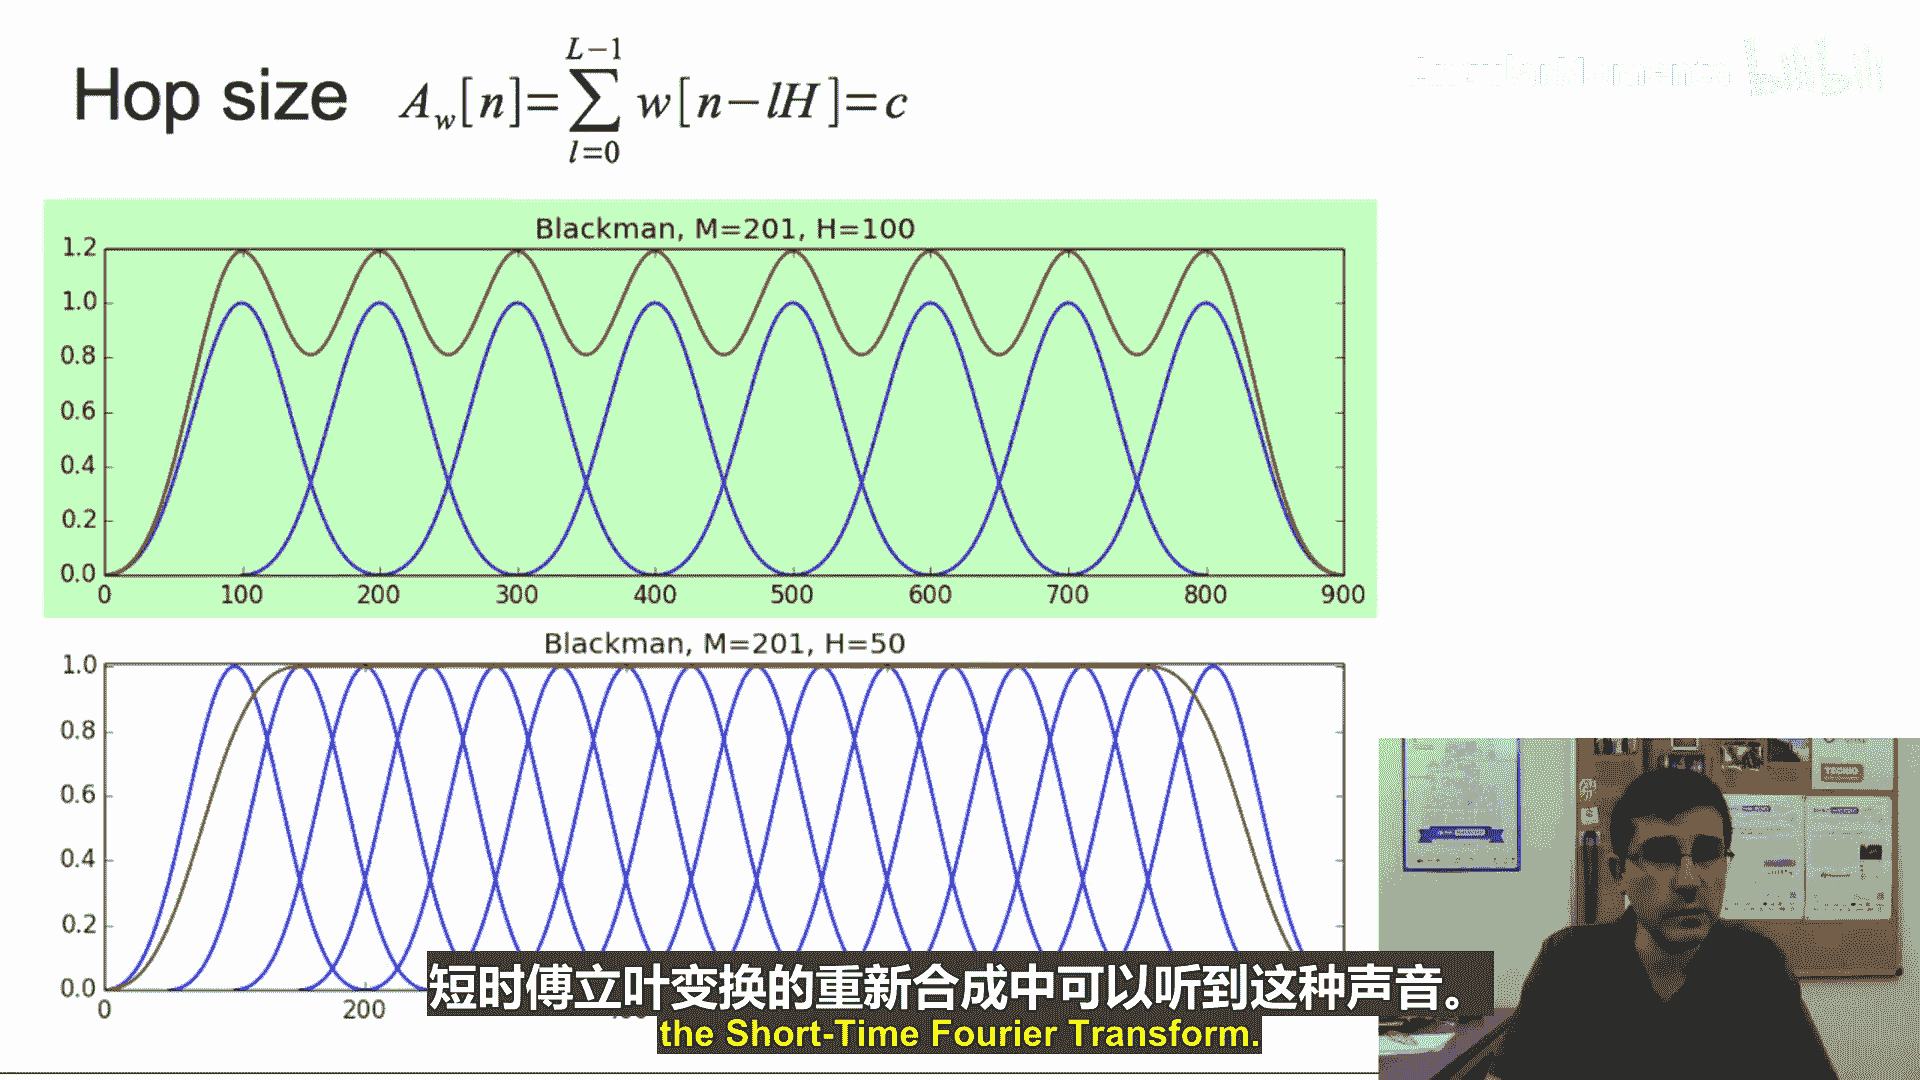 Hop size A_w[n]=∑_{l=0}^{L−1} w[n−lH]=c
bilibili
Blackman, M=201, H=100
1.2
1.0
0.8
0.6
0.4
0.2
0.0
0 100 200 300 400 500 600 700 800 900
Blackman, M=201, H=50
1.0
0.8
0.6
0.4
0.2
0.0
0 200
TECNIO
短时傅立叶变换的重新合成中可以听到这种声音。
the Short-Time Fourier Transform.